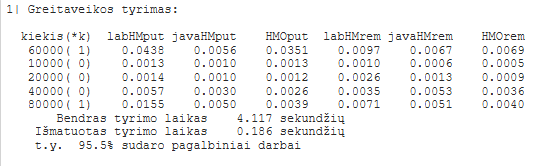 1| Greitaveikos tyrimas:
kiekis(*k) labHMput javaHMput HMOput labHMrem javaHMrem HMOrem
60000( 1) 0.0438 0.0056 0.0351 0.0097 0.0067 0.0069
10000( 0) 0.0013 0.0010 0.0013 0.0010 0.0006 0.0005
20000( 0) 0.0014 0.0010 0.0012 0.0026 0.0013 0.0009
40000( 0) 0.0057 0.0030 0.0026 0.0035 0.0053 0.0036
80000( 1) 0.0155 0.0050 0.0039 0.0071 0.0051 0.0040
Bendras tyrimo laikas 4.117 sekundžių
Išmatuotas tyrimo laikas 0.186 sekundžių
t.y. 95.5% sudaro pagalbiniai darbai